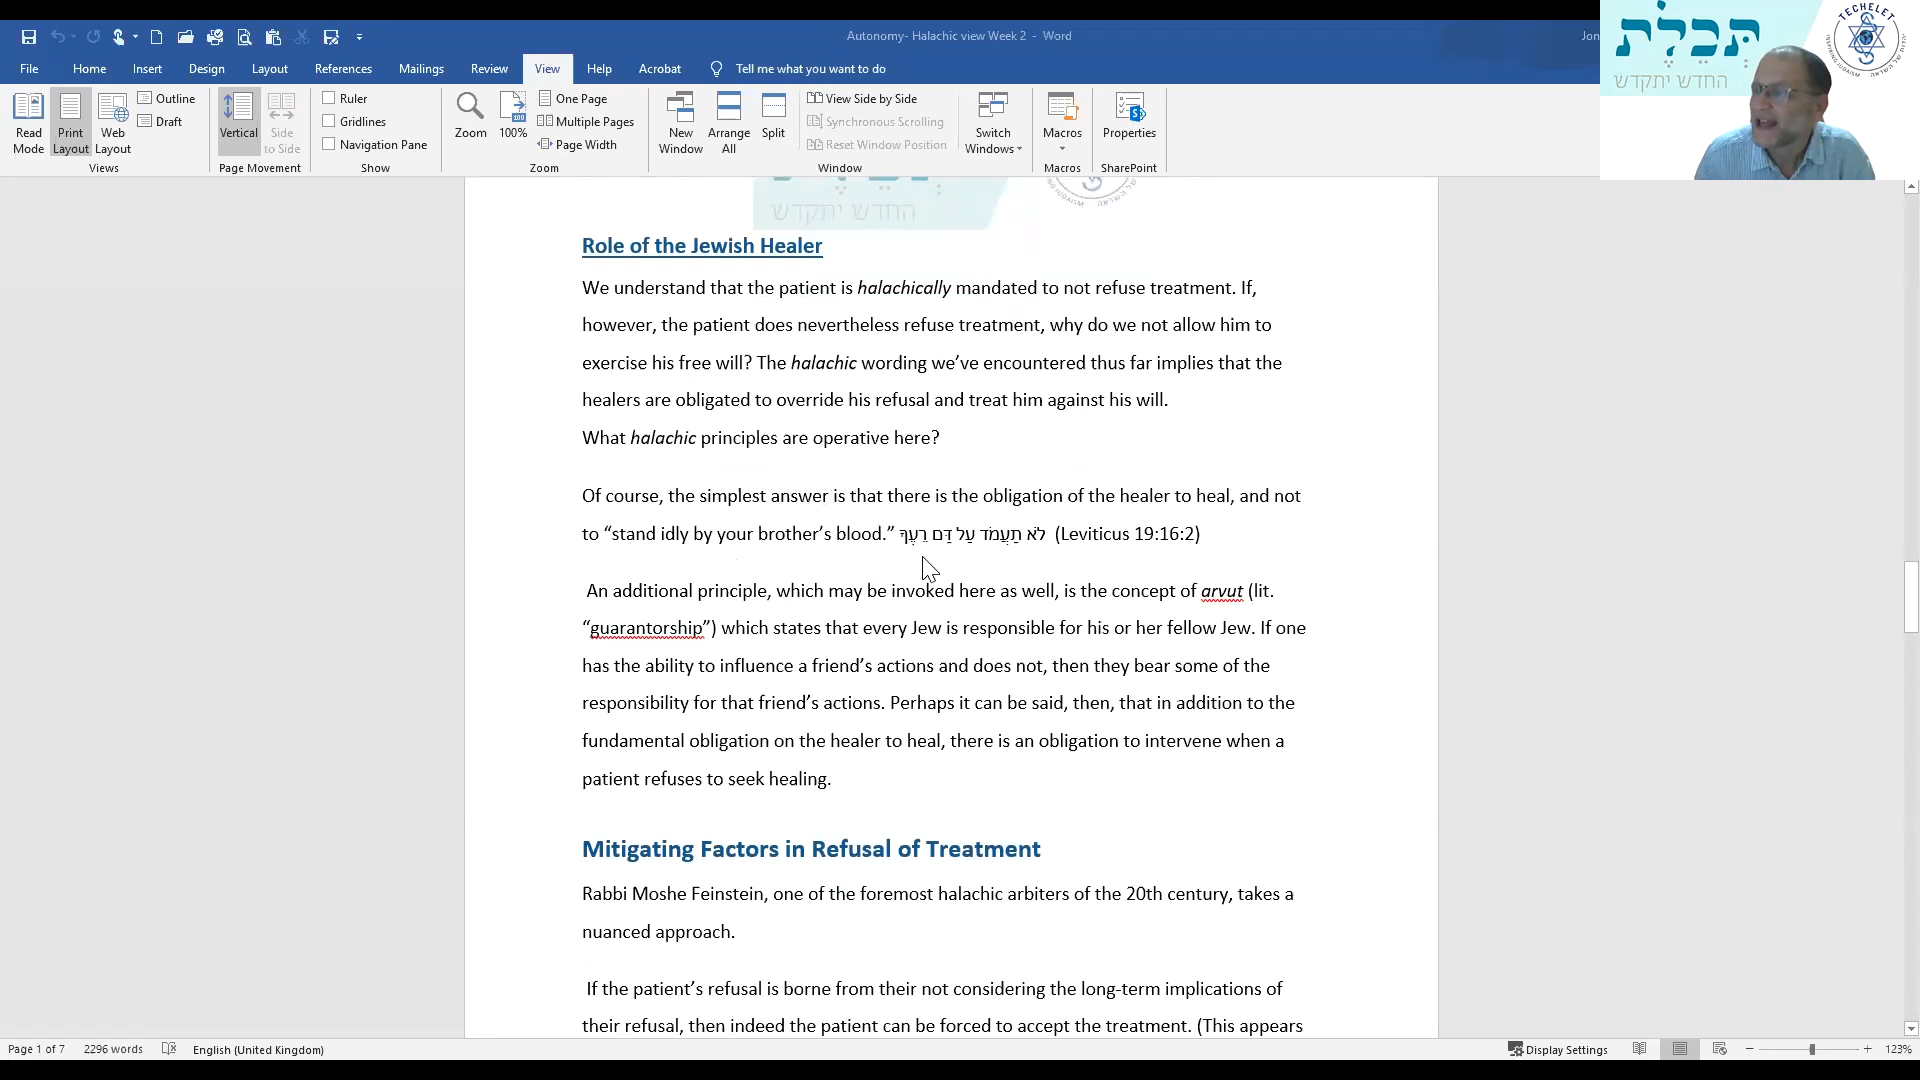 Autonomy- Halachic view Week 2 - Word
Jon
File Home Insert Design Layout References Mailings Review View Help Acrobat Tell me what you want to do
Read Mode
Print Layout
Web Layout
Outline
Draft
Views
Vertical
Side to Side
Page Movement
Ruler
Gridlines
Navigation Pane
Show
Zoom
100%
One Page
Multiple Pages
Page Width
Zoom
New Window
Arrange All
Split
View Side by Side
Synchronous Scrolling
Reset Window Position
Window
Switch Windows
Macros
Macros
Properties
SharePoint
תְּכֵלֶת
החדש יתקדש
TECHELET
החדש יתקדש
Role of the Jewish Healer
We understand that the patient is halachically mandated to not refuse treatment. If,
however, the patient does nevertheless refuse treatment, why do we not allow him to
exercise his free will? The halachic wording we’ve encountered thus far implies that the
healers are obligated to override his refusal and treat him against his will.
What halachic principles are operative here?
Of course, the simplest answer is that there is the obligation of the healer to heal, and not
to “stand idly by your brother’s blood.” לֹא תַעֲמֹד עַל דַּם רֵעֶךָ (Leviticus 19:16:2)
An additional principle, which may be invoked here as well, is the concept of arvut (lit.
“guarantorship”) which states that every Jew is responsible for his or her fellow Jew. If one
has the ability to influence a friend’s actions and does not, then they bear some of the
responsibility for that friend’s actions. Perhaps it can be said, then, that in addition to the
fundamental obligation on the healer to heal, there is an obligation to intervene when a
patient refuses to seek healing.
Mitigating Factors in Refusal of Treatment
Rabbi Moshe Feinstein, one of the foremost halachic arbiters of the 20th century, takes a
nuanced approach.
If the patient’s refusal is borne from their not considering the long-term implications of
their refusal, then indeed the patient can be forced to accept the treatment. (This appears
Page 1 of 7 2296 words English (United Kingdom) Display Settings 123%